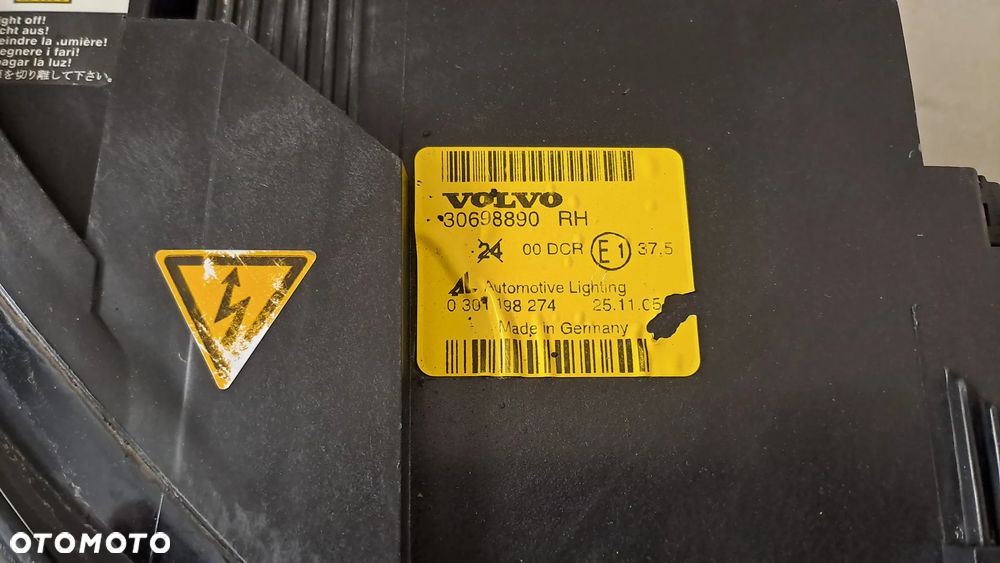 ight off!
cht aus!
eindre la lumière!
egnere i fari!
pagar la luz!
を切り離して下さい。
VOLVO
30698890 RH
24 00 DCR E1 37,5
AL Automotive Lighting
0 301 198 274 25.11.05
Made in Germany
OTOMOTO